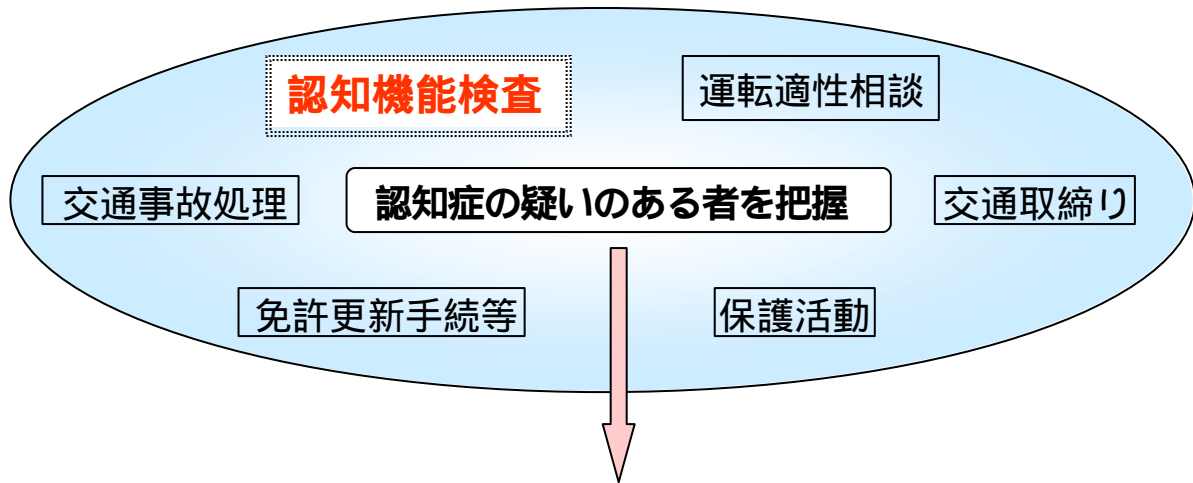 認知機能検査
運転適性相談
交通事故処理
認知症の疑いのある者を把握
交通取締り
免許更新手続等
保護活動